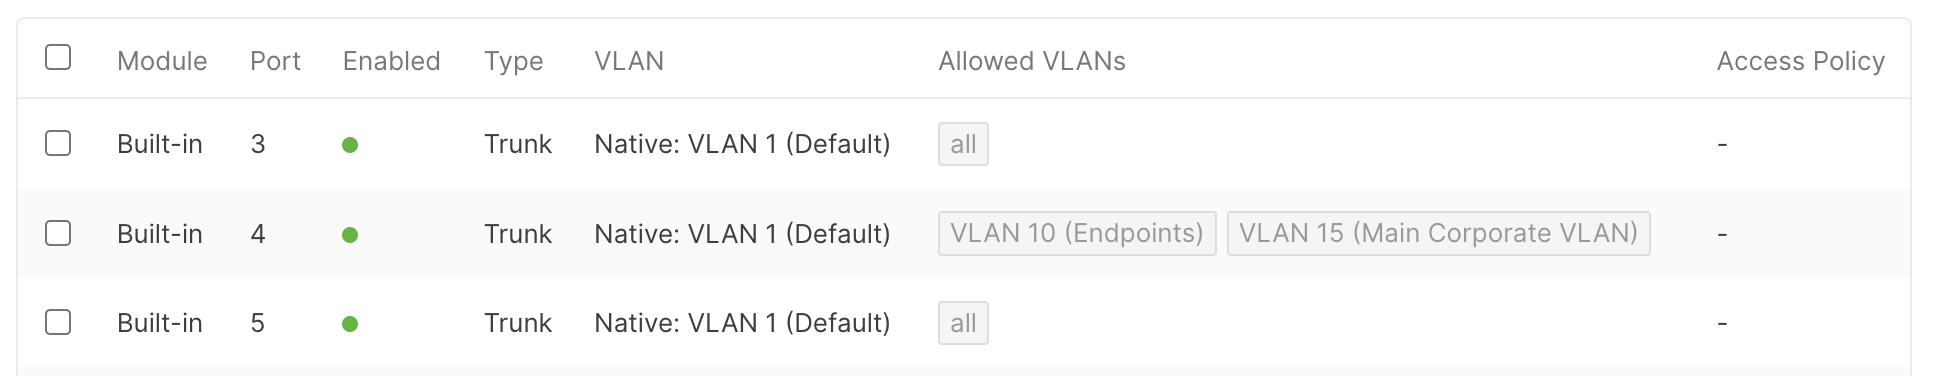 Module Port Enabled Type VLAN Allowed VLANs Access Policy
Built-in 3 Trunk Native: VLAN 1 (Default) all -
Built-in 4 Trunk Native: VLAN 1 (Default) VLAN 10 (Endpoints) VLAN 15 (Main Corporate VLAN) -
Built-in 5 Trunk Native: VLAN 1 (Default) all -